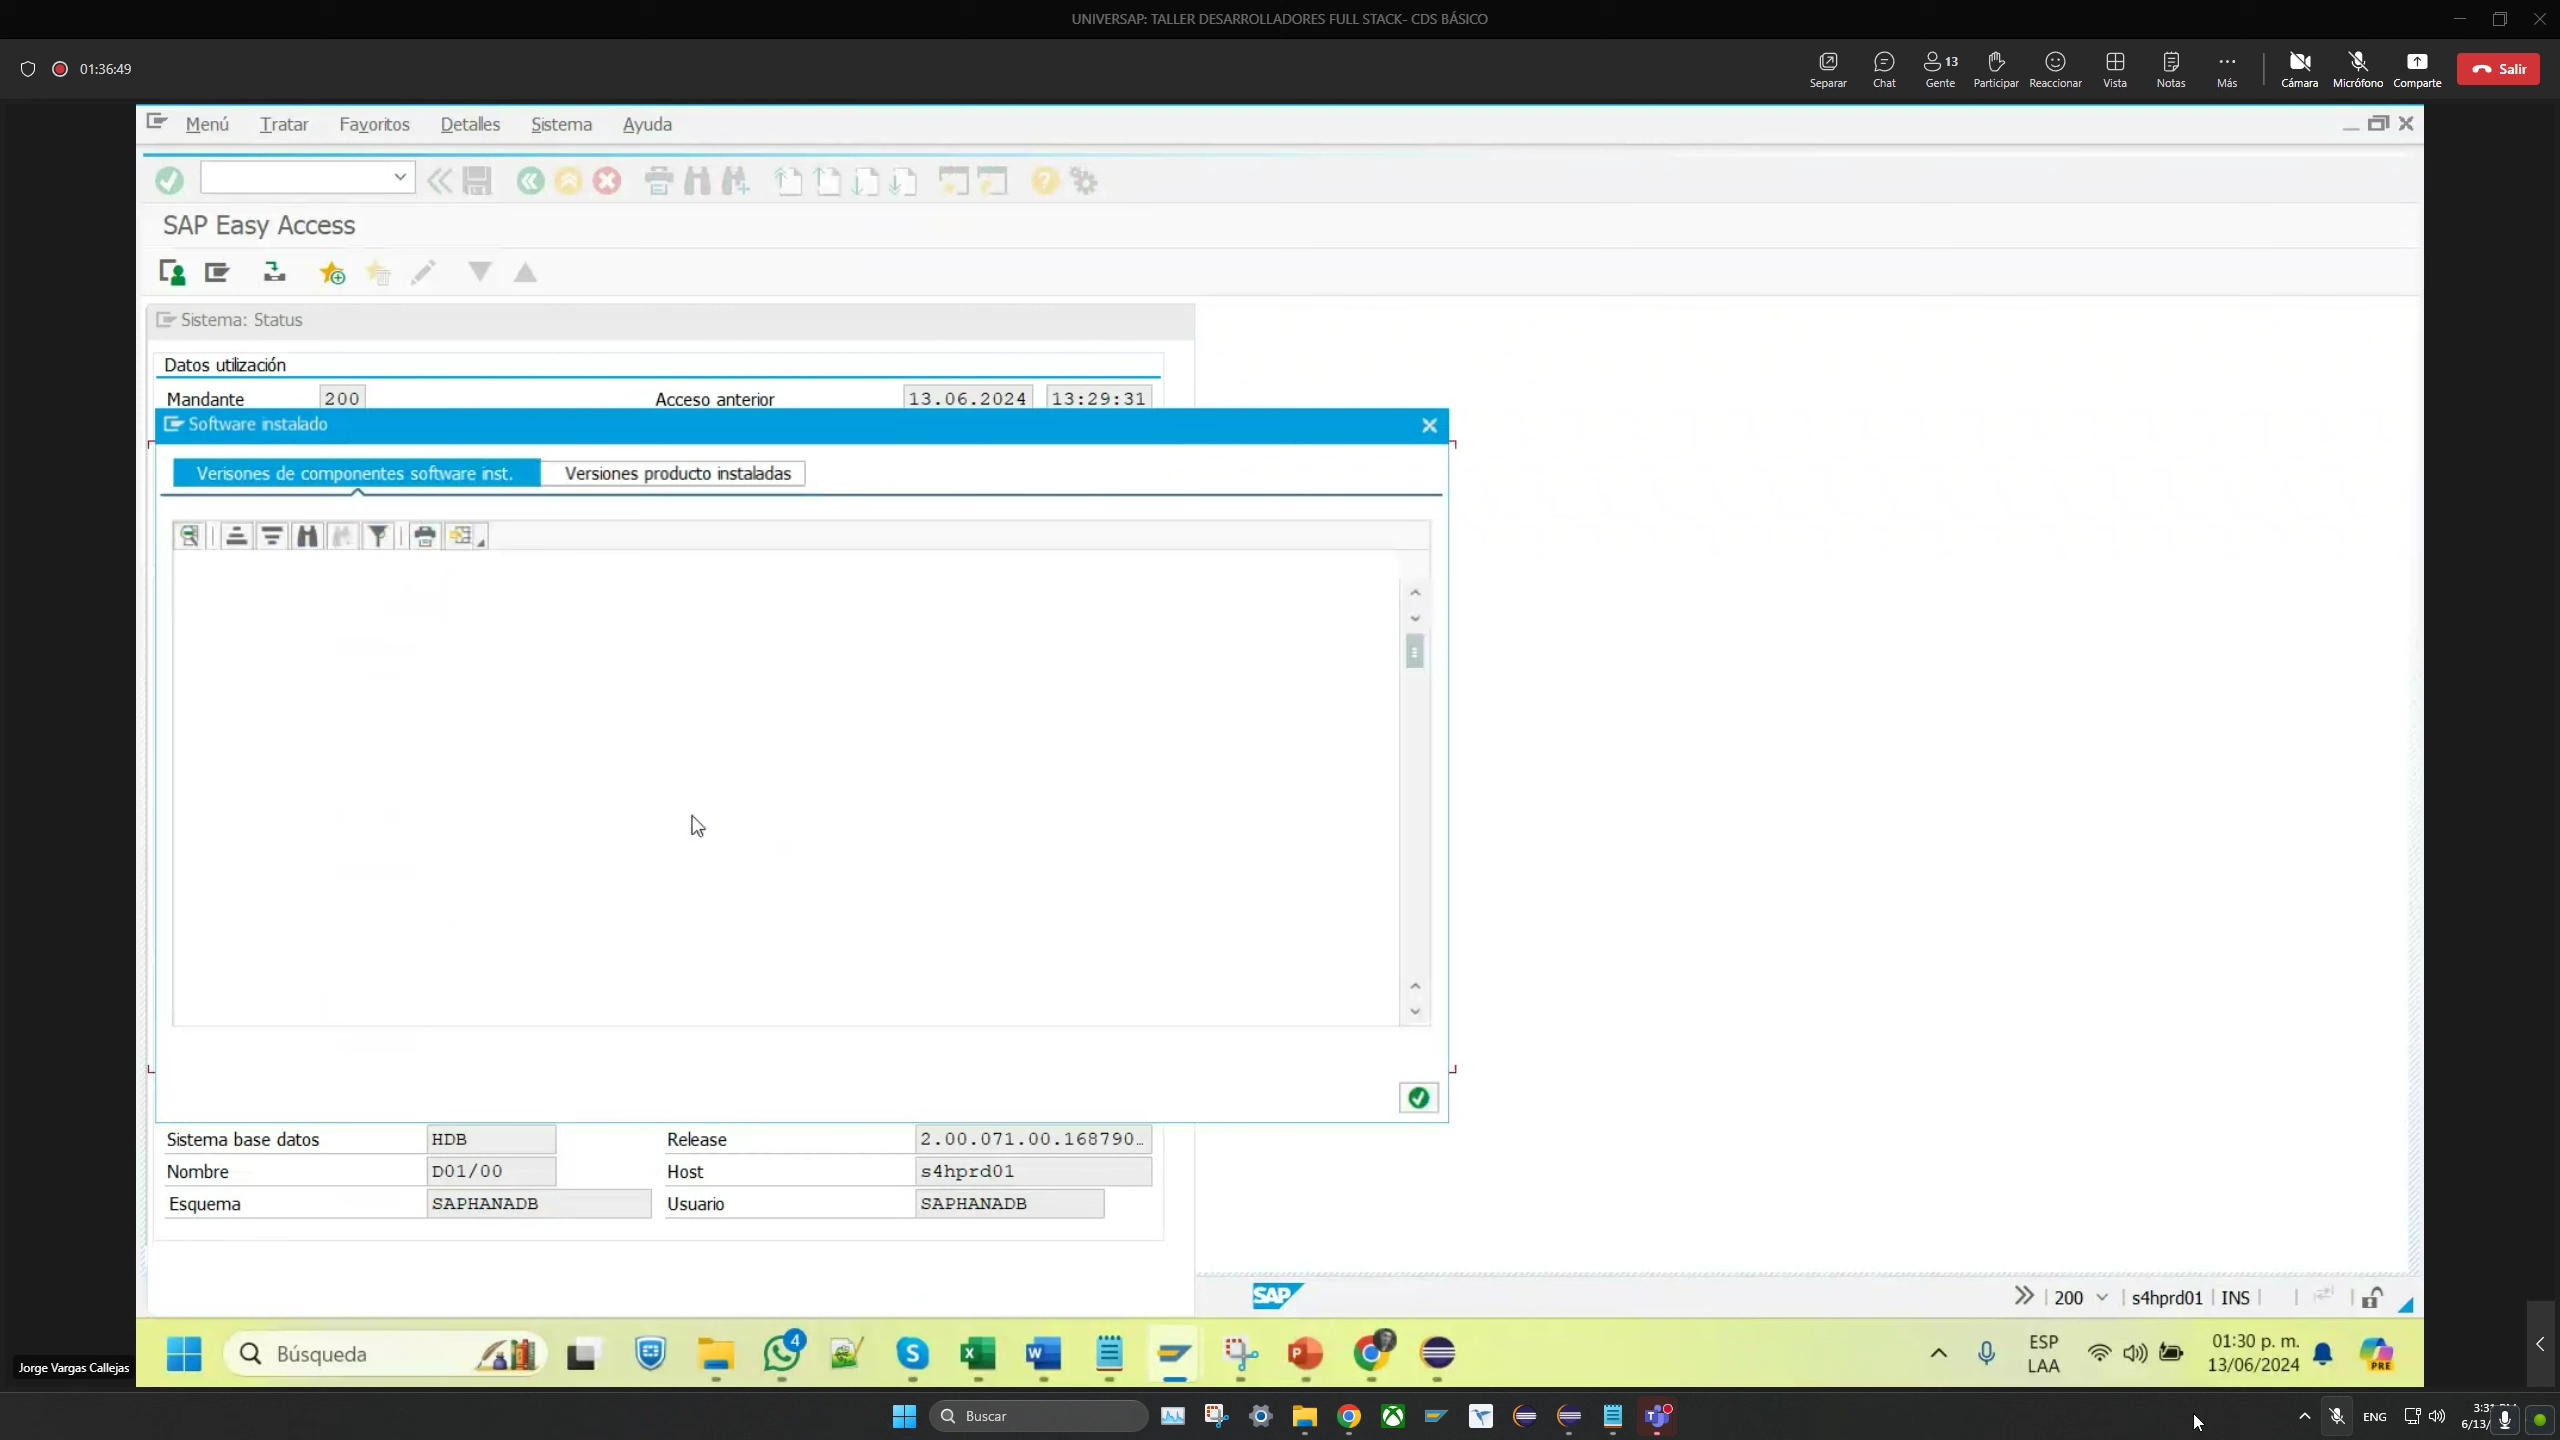 UNIVERSAP: TALLER DESARROLLADORES FULL STACK- CDS BÁSICO
01:36:49
Separar
Chat
13
Gente
Participar
Reaccionar
Vista
Notas
Más
Cámara
Micrófono
Comparte
Salir
Menú Tratar Favoritos Detalles Sistema Ayuda
SAP Easy Access
Sistema: Status
Datos utilización
Mandante 200 Acceso anterior 13.06.2024 13:29:31
Software instalado
Verisones de componentes software inst. Versiones producto instaladas
Sistema base datos HDB Release 2.00.071.00.168790…
Nombre D01/00 Host s4hprd01
Esquema SAPHANADB Usuario SAPHANADB
SAP
200 s4hprd01 INS
Jorge Vargas Callejas
Búsqueda
4
ESP
LAA
01:30 p. m.
13/06/2024
PRE
Buscar
ENG
6/13/